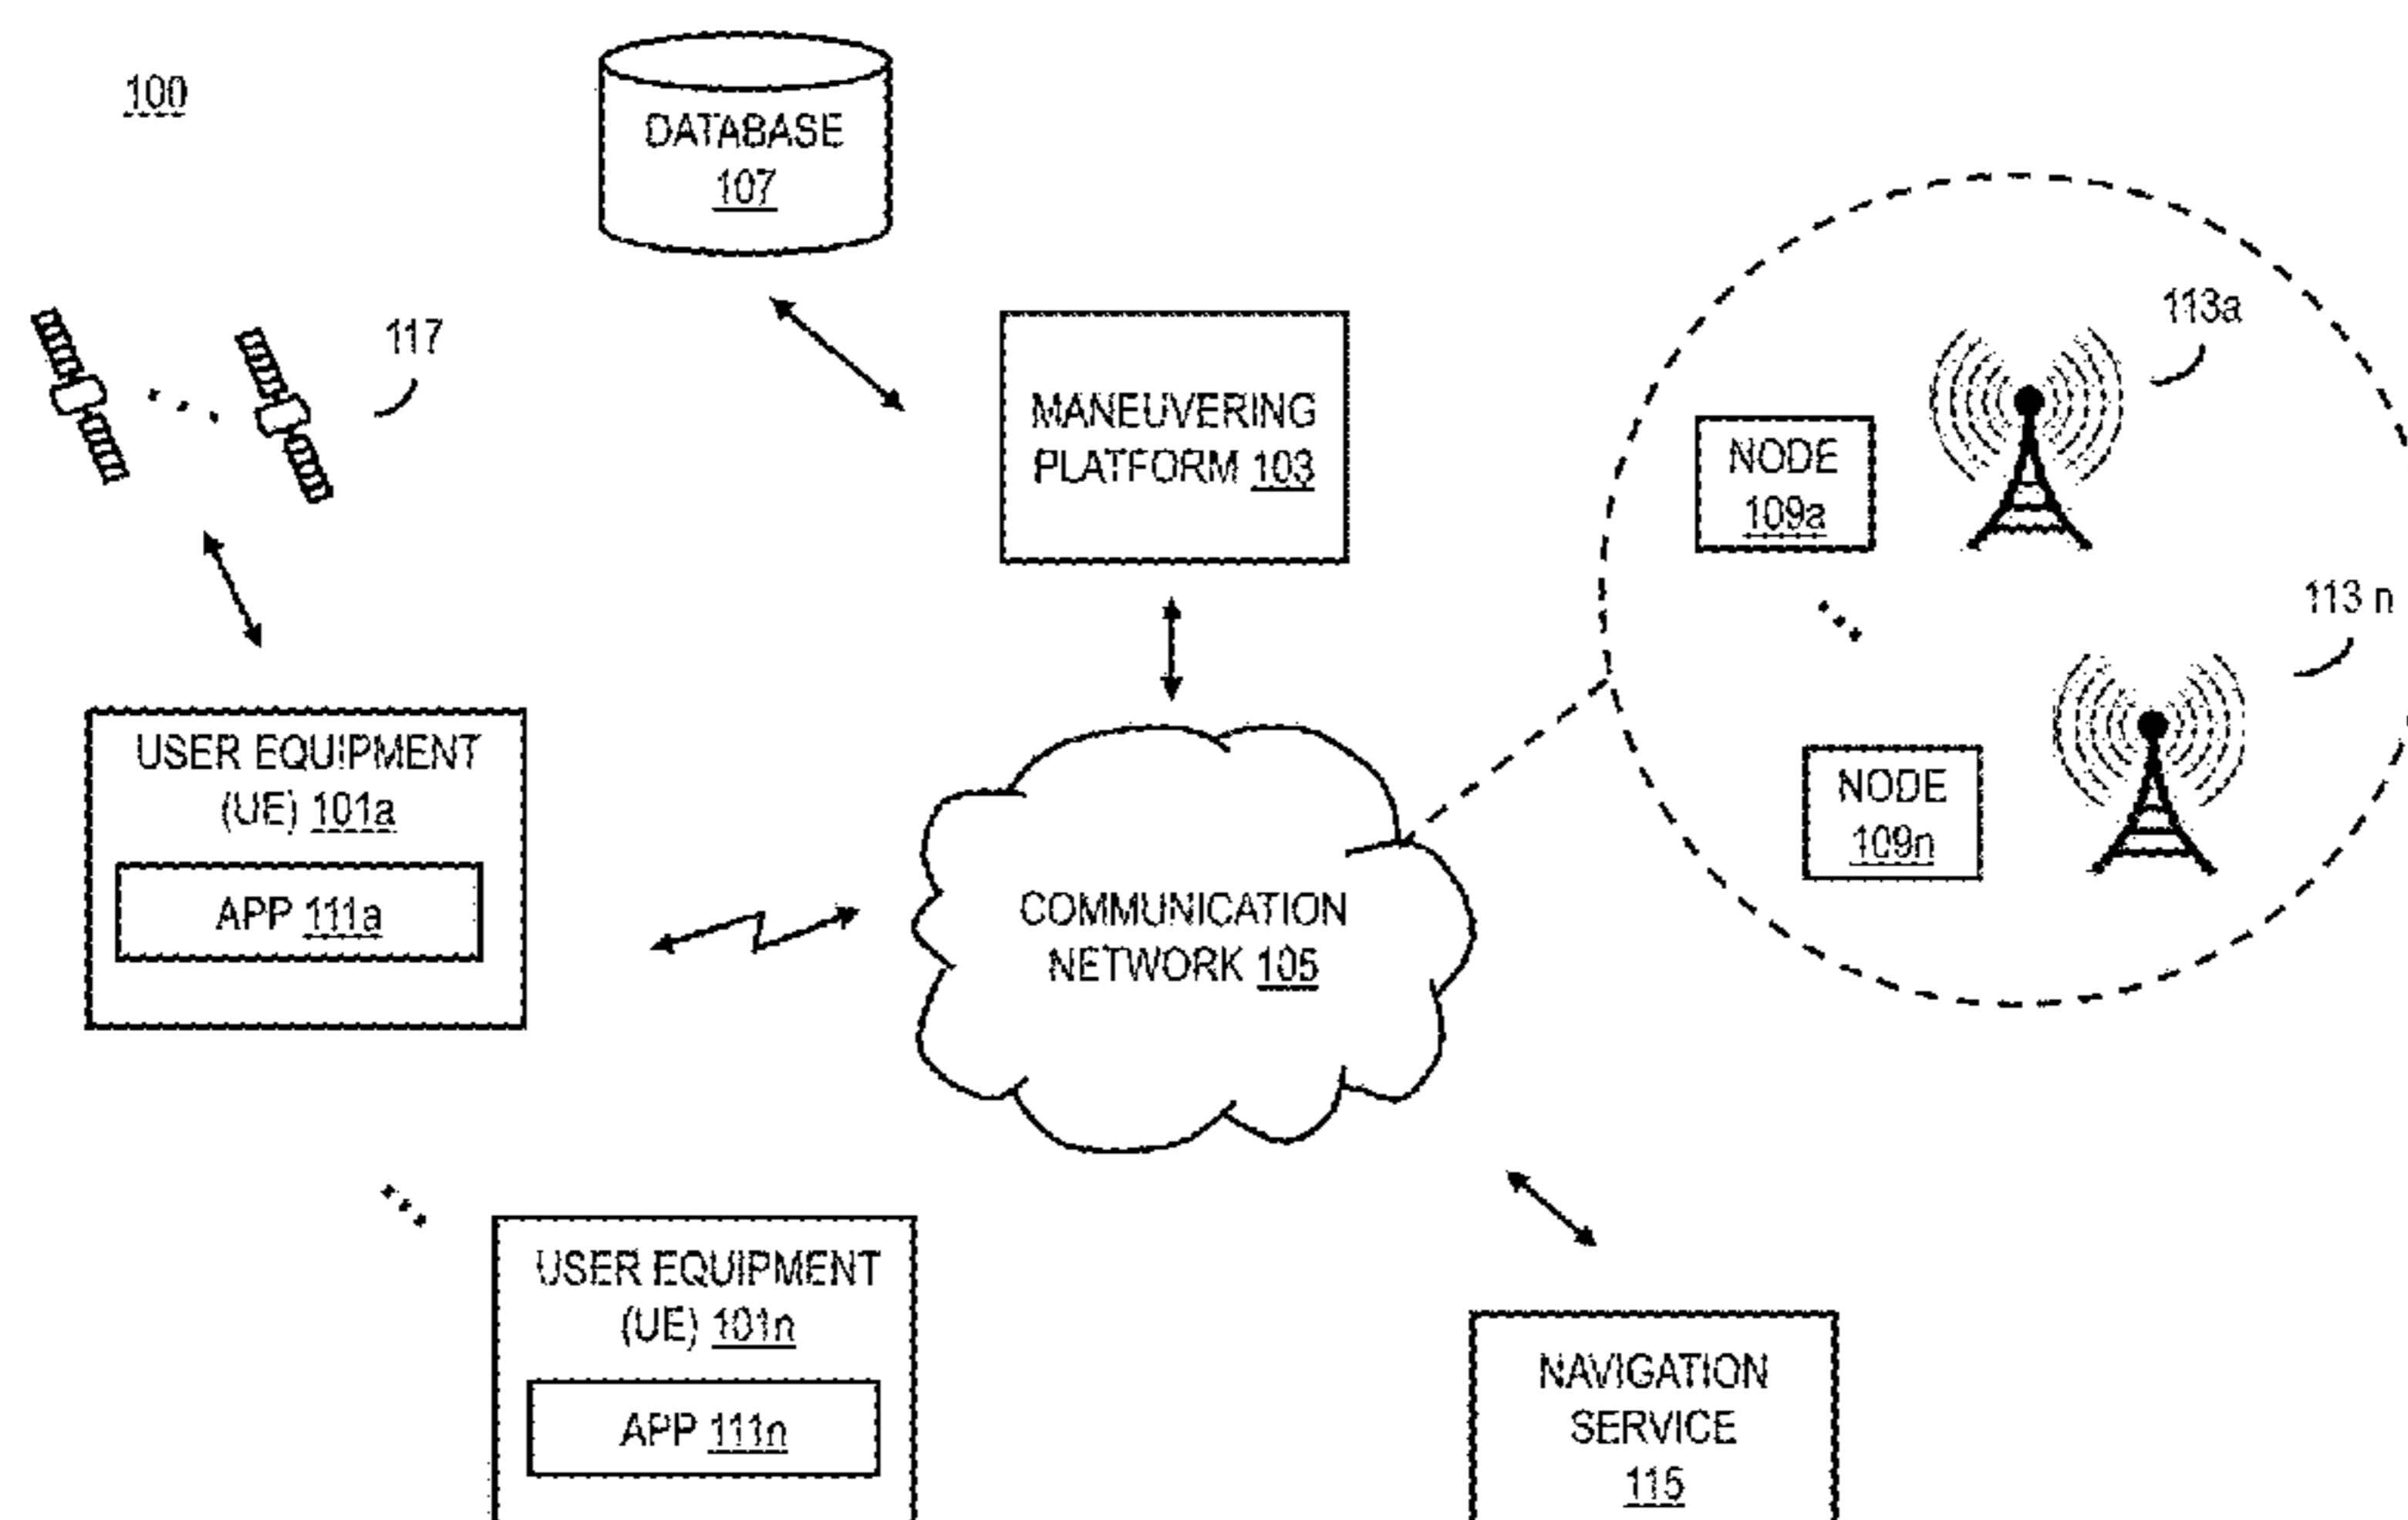 100
DATABASE
107
117
MANEUVERING
PLATFORM 103
113a
NODE
109a
113n
USER EQUIPMENT
(UE) 101a
APP 111a
NODE
109n
COMMUNICATION
NETWORK 105
USER EQUIPMENT
(UE) 101n
APP 111n
NAVIGATION
SERVICE
115